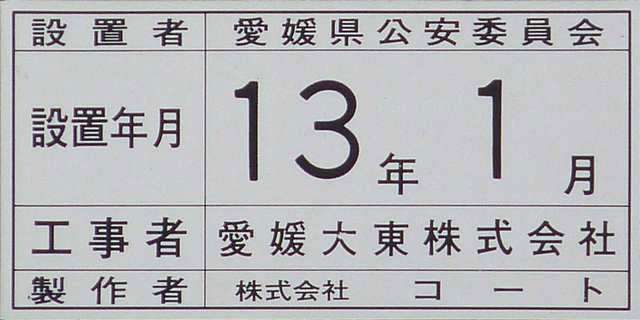 設置者 愛媛県公安委員会
設置年月 13年 1月
工事者 愛媛大東株式会社
製作者 株式会社 コート